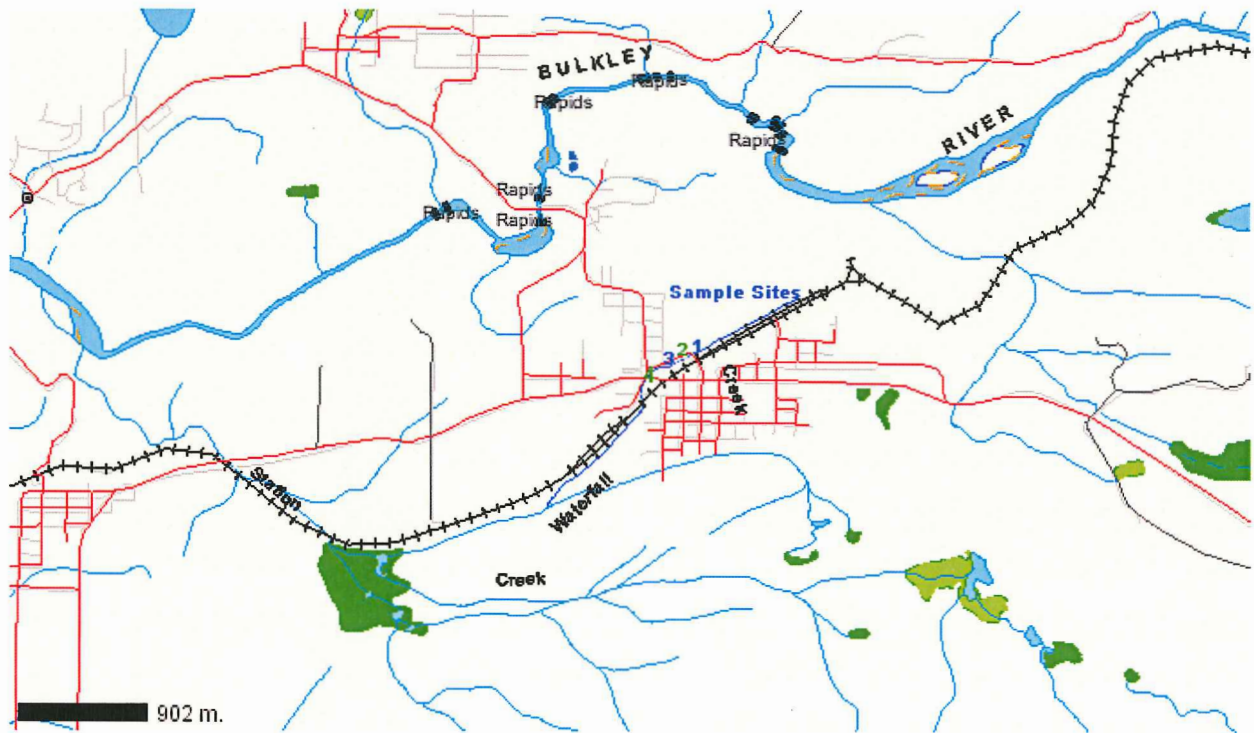 BULKLEY
Rapids
Rapids
Rapids
RIVER
Rapids
Rapids
Rapids
Sample Sites
1
2
3
4
Creek
Station
Waterfall
Creek
902 m.